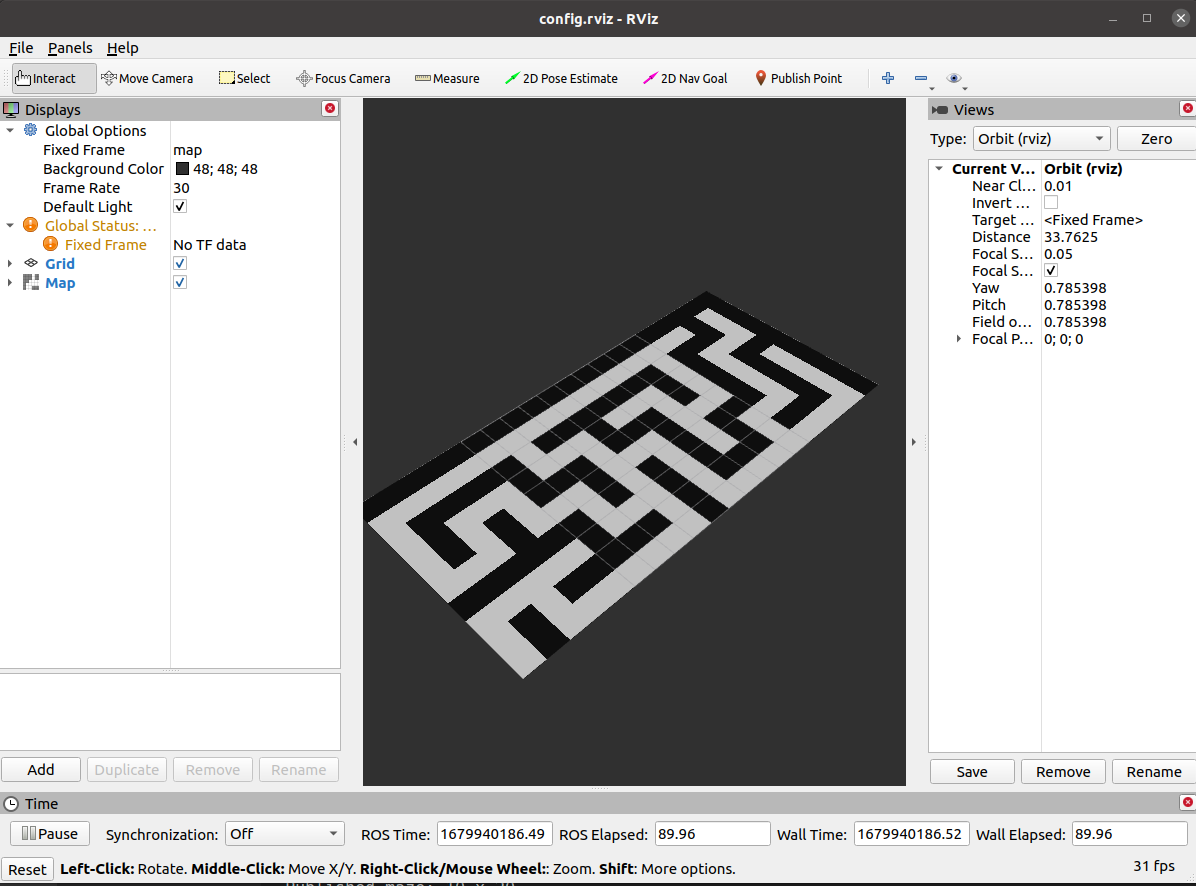 config.rviz - RViz
File Panels Help
Interact Move Camera Select Focus Camera Measure 2D Pose Estimate 2D Nav Goal Publish Point
Displays
Global Options
Fixed Frame map
Background Color 48; 48; 48
Frame Rate 30
Default Light
Global Status: ...
Fixed Frame No TF data
Grid
Map
Add Duplicate Remove Rename
Views
Type: Orbit (rviz) Zero
Current V... Orbit (rviz)
Near Cl... 0.01
Invert ...
Target ... <Fixed Frame>
Distance 33.7625
Focal S... 0.05
Focal S...
Yaw 0.785398
Pitch 0.785398
Field o... 0.785398
Focal P... 0; 0; 0
Save Remove Rename
Time
Pause Synchronization: Off ROS Time: 1679940186.49 ROS Elapsed: 89.96 Wall Time: 1679940186.52 Wall Elapsed: 89.96
Reset Left-Click: Rotate. Middle-Click: Move X/Y. Right-Click/Mouse Wheel:: Zoom. Shift: More options. 31 fps